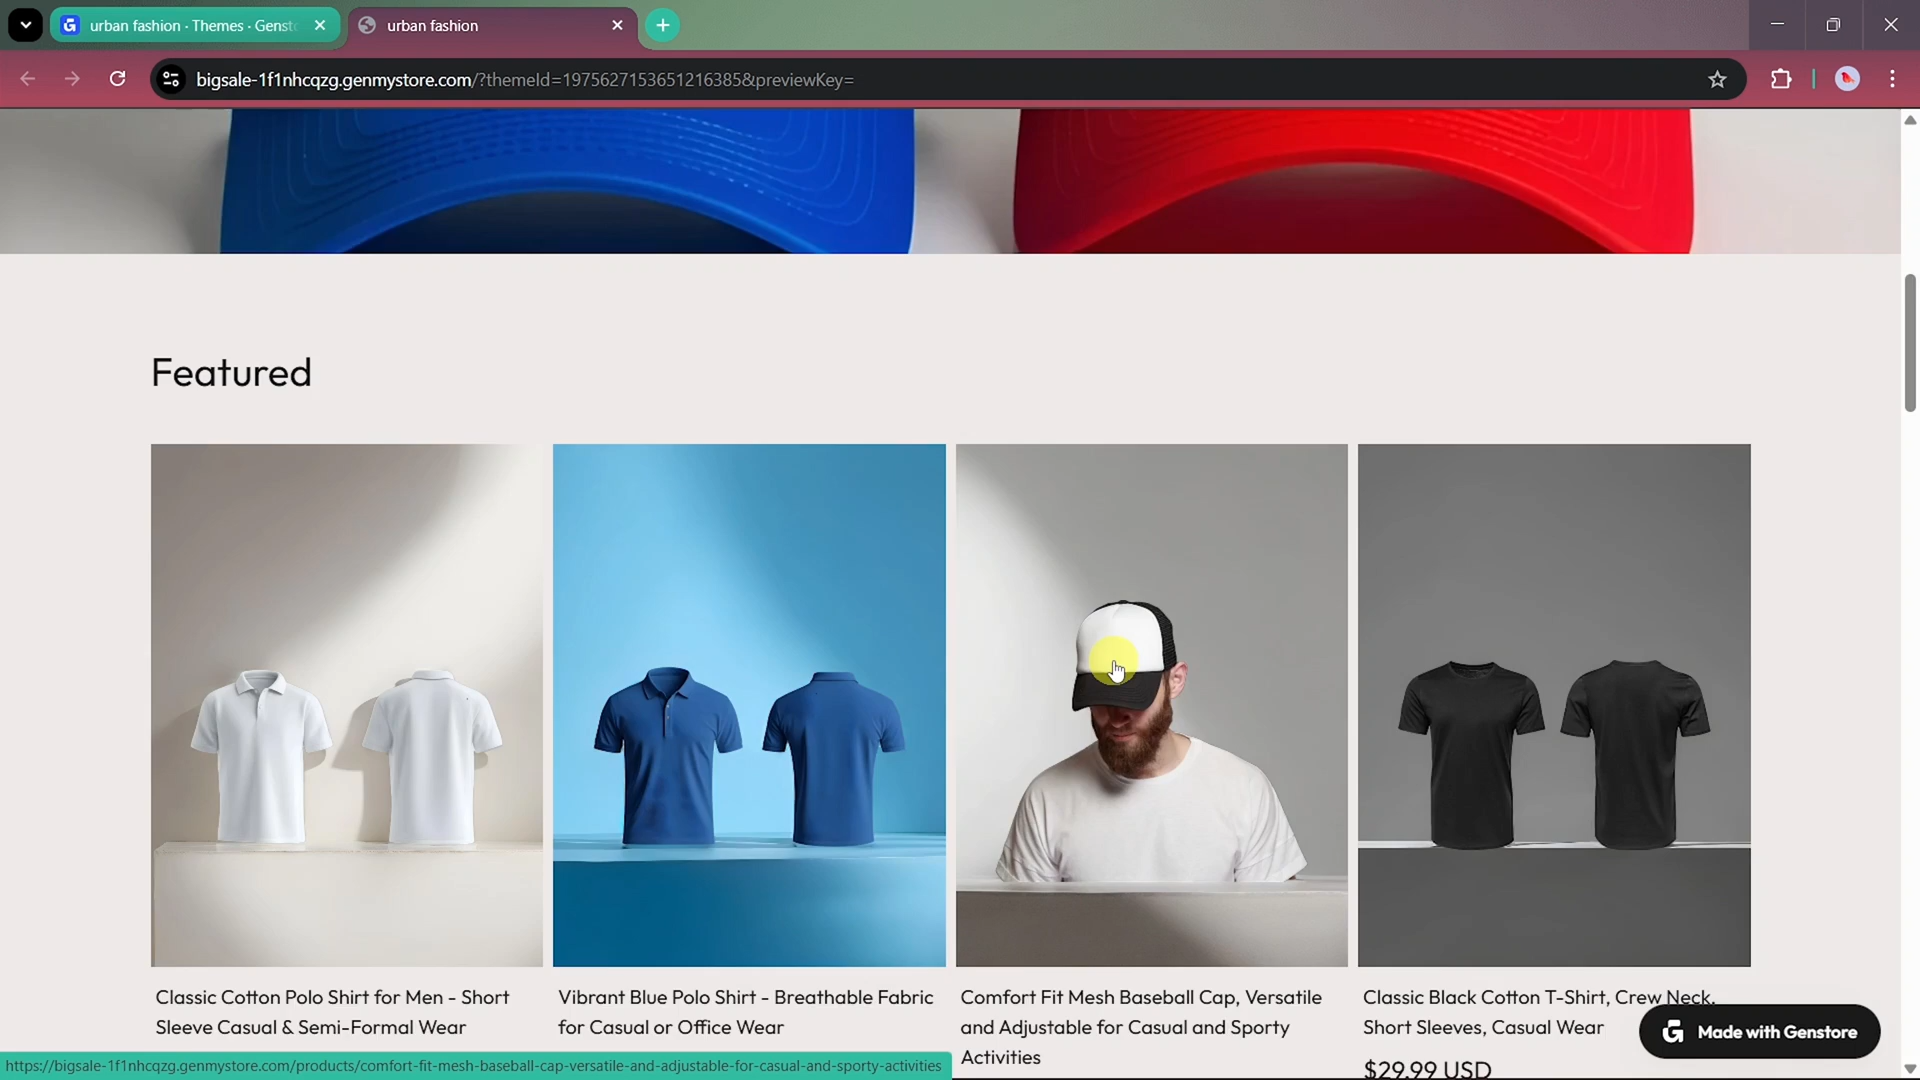 urban fashion · Themes · Genst
urban fashion
bigsale-1f1nhcqzg.genmystore.com/?themeId=1975627153651216385&previewKey=
Featured
Classic Cotton Polo Shirt for Men - Short
Sleeve Casual & Semi-Formal Wear
Vibrant Blue Polo Shirt - Breathable Fabric
for Casual or Office Wear
Comfort Fit Mesh Baseball Cap, Versatile
and Adjustable for Casual and Sporty
Activities
Classic Black Cotton T-Shirt, Crew Neck,
Short Sleeves, Casual Wear
$29.99 USD
Made with Genstore
https://bigsale-1f1nhcqzg.genmystore.com/products/comfort-fit-mesh-baseball-cap-versatile-and-adjustable-for-casual-and-sporty-activities